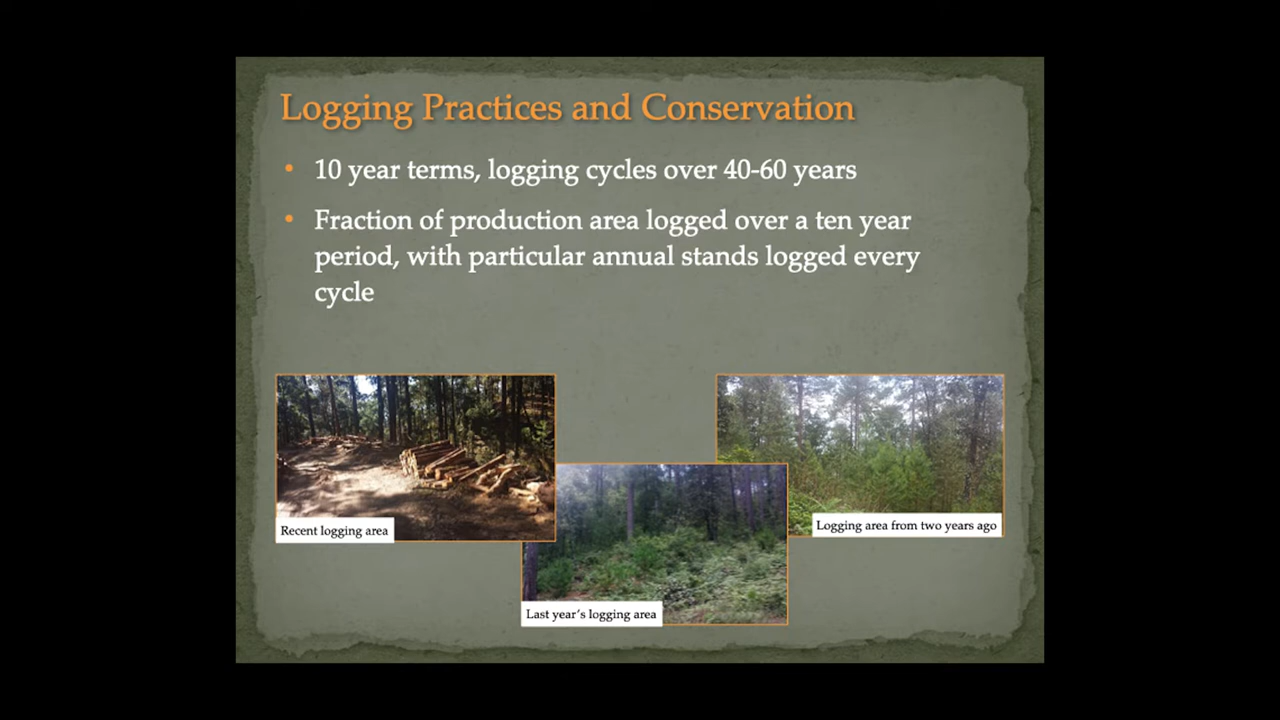 Logging Practices and Conservation
• 10 year terms, logging cycles over 40-60 years
• Fraction of production area logged over a ten year
period, with particular annual stands logged every
cycle
Recent logging area
Logging area from two years ago
Last year's logging area